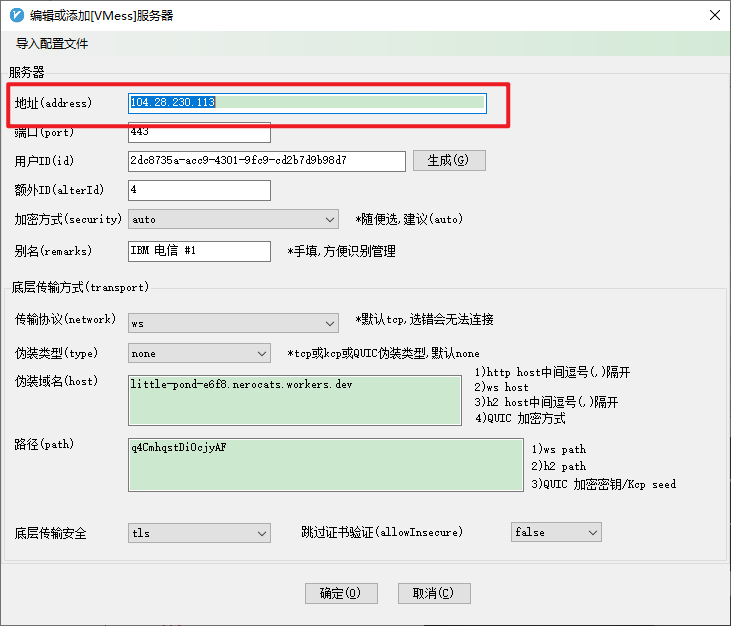 编辑或添加[VMess]服务器
导入配置文件
服务器
地址(address) 104.28.230.113
端口(port) 443
用户ID(id) 2dc8735a-acc9-4301-9fc9-cd2b7d9b98d7 生成(G)
额外ID(alterId) 4
加密方式(security) auto *随便选,建议(auto)
别名(remarks) IBM 电信 #1 *手填,方便识别管理
底层传输方式(transport)
传输协议(network) ws *默认tcp,选错会无法连接
伪装类型(type) none *tcp或kcp或QUIC伪装类型,默认none
伪装域名(host) little-pond-e6f8.nerocats.workers.dev
1)http host中间逗号(,)隔开
2)ws host
3)h2 host中间逗号(,)隔开
4)QUIC 加密方式
路径(path) q4CmhqstDiOcjyAF
1)ws path
2)h2 path
3)QUIC 加密密钥/Kcp seed
底层传输安全 tls 跳过证书验证(allowInsecure) false
确定(O) 取消(C)